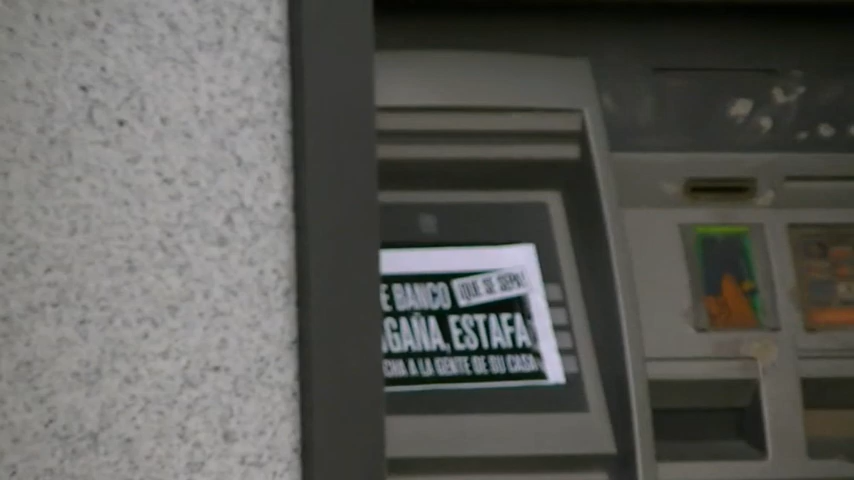 E BANCO ¡QUE SE SEPA!
GAÑA, ESTAFA
CHA A LA GENTE DE SU CASA